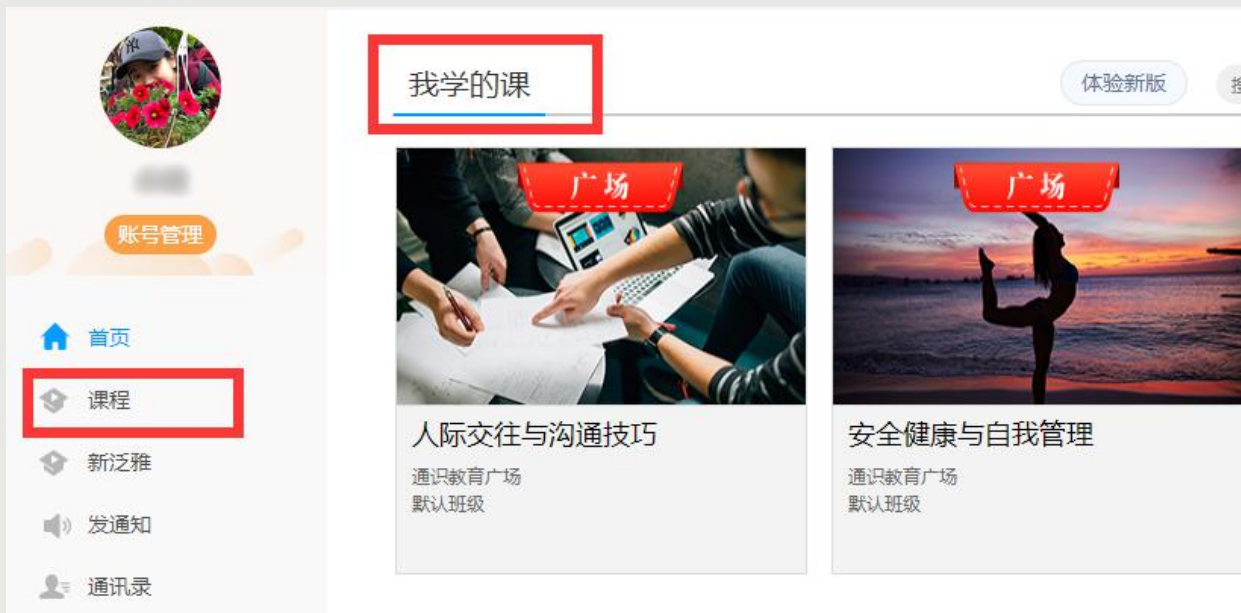 账号管理
首页
课程
新泛雅
发通知
通讯录
我学的课
体验新版
广场
人际交往与沟通技巧
通识教育广场
默认班级
广场
安全健康与自我管理
通识教育广场
默认班级